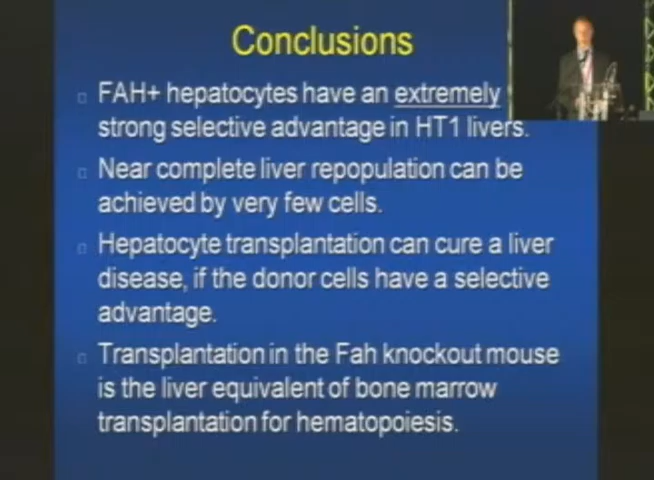 Conclusions
FAH+ hepatocytes have an extremely
strong selective advantage in HT1 livers.
Near complete liver repopulation can be
achieved by very few cells.
Hepatocyte transplantation can cure a liver
disease, if the donor cells have a selective
advantage.
Transplantation in the Fah knockout mouse
is the liver equivalent of bone marrow
transplantation for hematopoiesis.